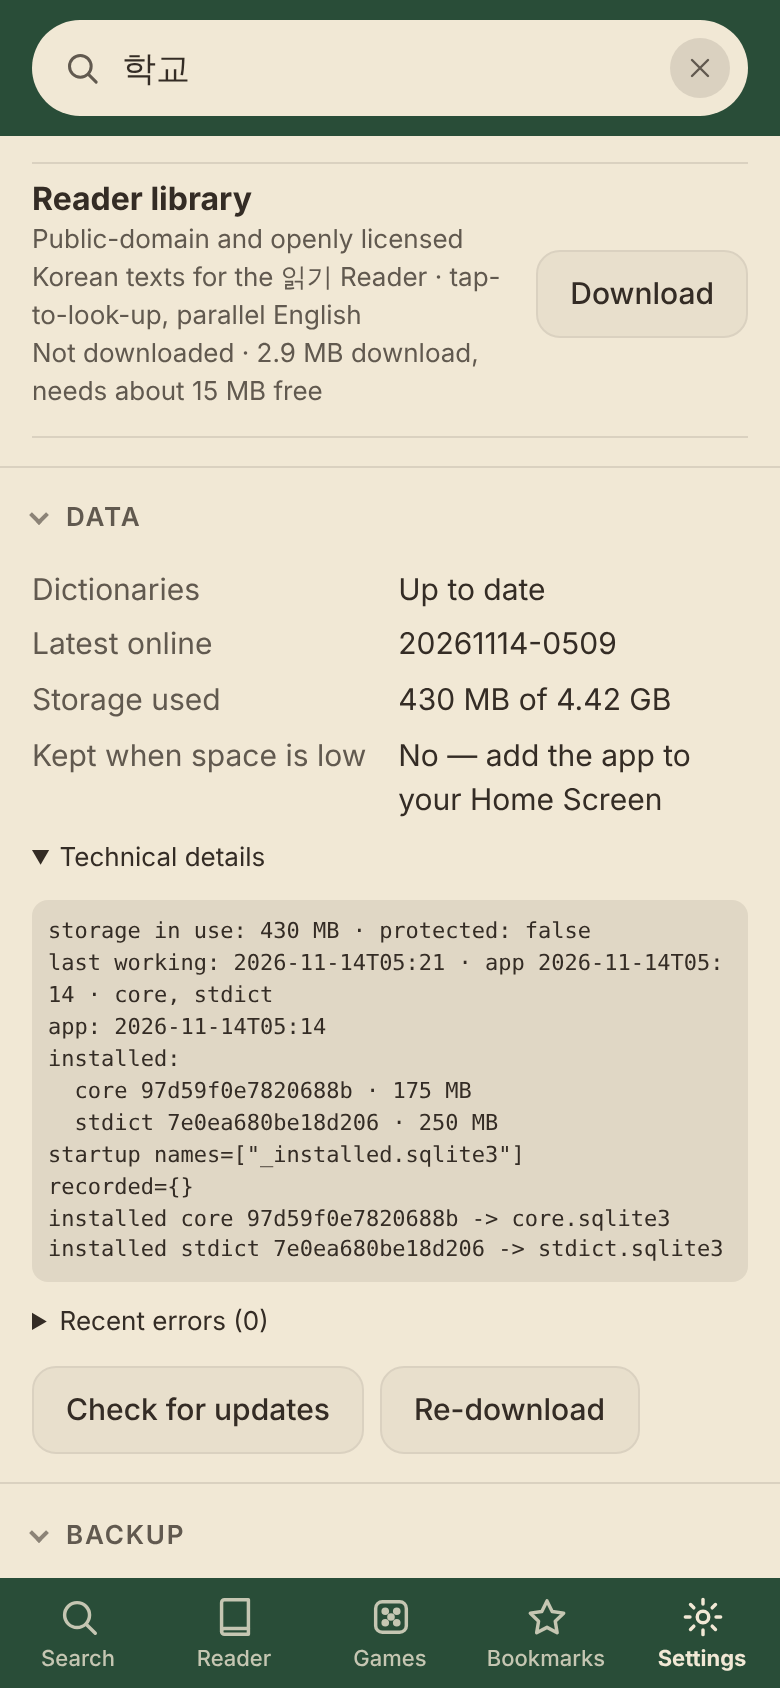 학교
Reader library
Public-domain and openly licensed
Korean texts for the 읽기 Reader · tap-
to-look-up, parallel English
Not downloaded · 2.9 MB download,
needs about 15 MB free
Download
DATA
Dictionaries Up to date
Latest online 20261114-0509
Storage used 430 MB of 4.42 GB
Kept when space is low No — add the app to
your Home Screen
Technical details
storage in use: 430 MB · protected: false
last working: 2026-11-14T05:21 · app 2026-11-14T05:
14 · core, stdict
app: 2026-11-14T05:14
installed:
  core 97d59f0e7820688b · 175 MB
  stdict 7e0ea680be18d206 · 250 MB
startup names=["_installed.sqlite3"]
recorded={}
installed core 97d59f0e7820688b -> core.sqlite3
installed stdict 7e0ea680be18d206 -> stdict.sqlite3
Recent errors (0)
Check for updates Re-download
BACKUP
Search Reader Games Bookmarks Settings